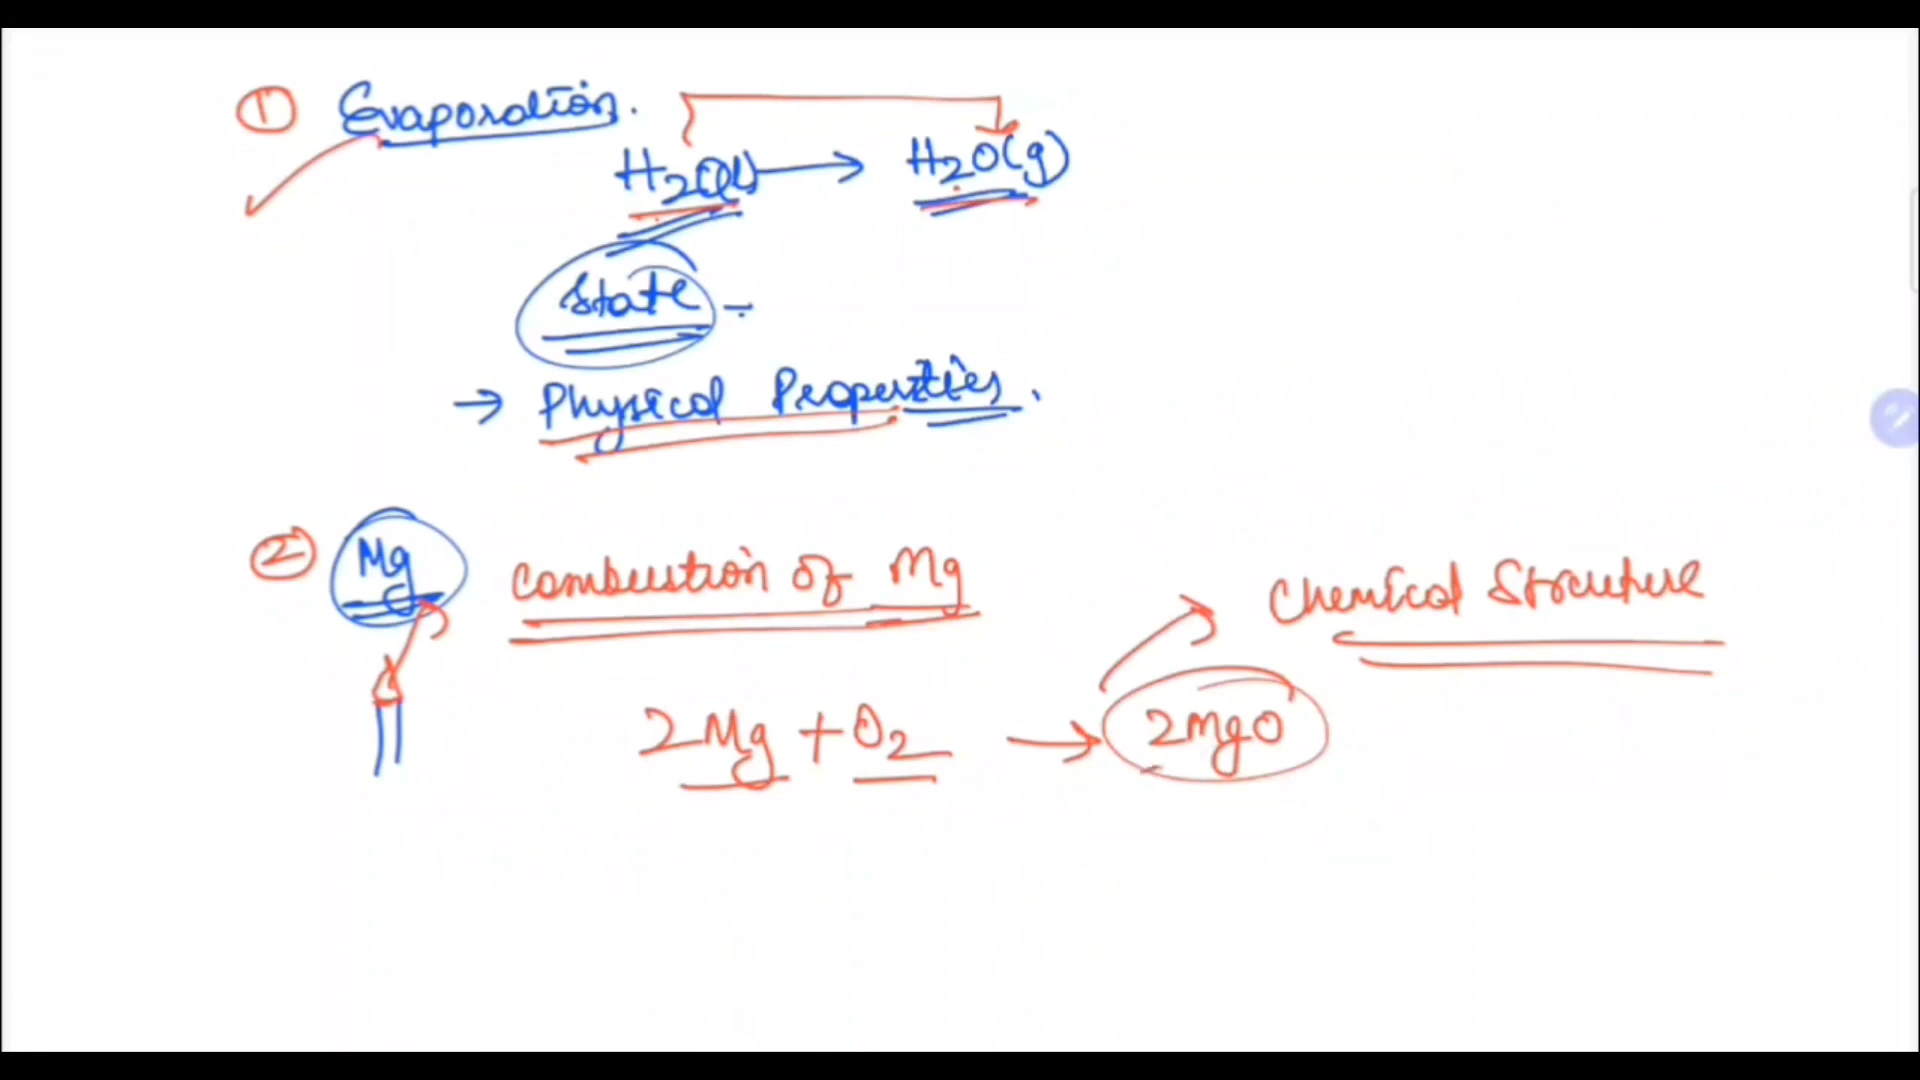 ① Evaporation.
H2O(l) → H2O(g)
State -
→ Physical Properties.
② Mg combustion of Mg
Chemical Structure
2Mg + O2 → 2MgO